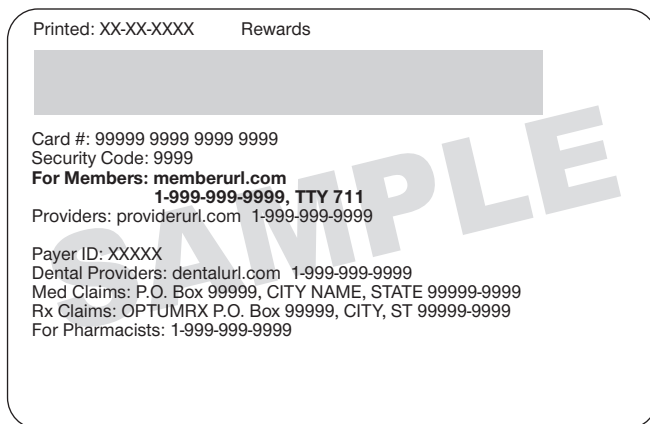 Printed: XX-XX-XXXX Rewards
Card #: 99999 9999 9999 9999
Security Code: 9999
For Members: memberurl.com
1-999-999-9999, TTY 711
Providers: providerurl.com 1-999-999-9999
SAMPLE
Payer ID: XXXXX
Dental Providers: dentalurl.com 1-999-999-9999
Med Claims: P.O. Box 99999, CITY NAME, STATE 99999-9999
Rx Claims: OPTUMRX P.O. Box 99999, CITY, ST 99999-9999
For Pharmacists: 1-999-999-9999